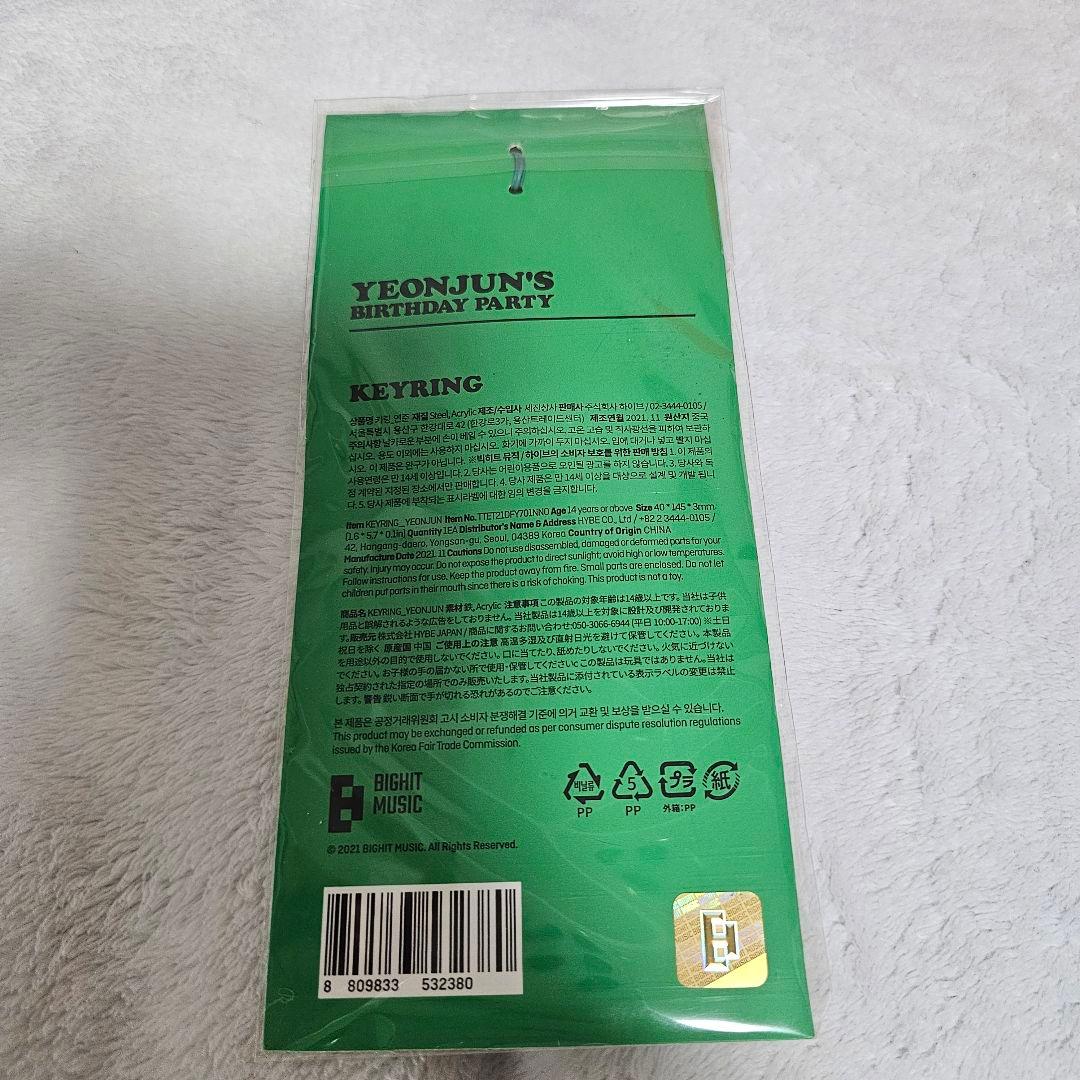 YEONJUN'S
BIRTHDAY PARTY
KEYRING
상품명 키링_연준 재질 Steel, Acrylic 제조/수입사 세진상사 판매사 주식회사 하이브 / 02-3444-0105 /
서울특별시 용산구 한강대로 42 (한강로3가, 용산트레이드센터) 제조연월 2021. 11 원산지 중국
주의사항 날카로운 부분에 손이 베일 수 있으니 주의하십시오. 고온 고습 및 직사광선을 피하여 보관하
십시오. 용도 이외에는 사용하지 마십시오. 화기에 가까이 두지 마십시오. 입에 대거나 넣고 빨지 마십
시오. 이 제품은 완구가 아닙니다. ※빅히트 뮤직 / 하이브의 소비자 보호를 위한 판매 방침 1. 이 제품의
사용연령은 만 14세 이상입니다. 2. 당사는 어린이용품으로 오인될 광고를 하지 않습니다. 3. 당사와 독
점 계약된 지정된 장소에서만 판매합니다. 4. 당사 제품은 만 14세 이상을 대상으로 설계 및 개발 됩니
다. 5. 당사 제품에 부착되는 표시라벨에 대한 임의 변경을 금지합니다.
Item KEYRING_YEONJUN Item No. TTET21DFY701NN0 Age 14 years or above Size 40 * 145 * 3mm.
(1.6 * 5.7 * 0.1in) Quantity 1EA Distributor's Name & Address HYBE CO., Ltd / +82 2 3444-0105 /
42, Hangang-daero, Yongsan-gu, Seoul, 04389 Korea Country of Origin CHINA
Manufacture Date 2021. 11 Cautions Do not use disassembled, damaged or deformed parts for your
safety. Injury may occur. Do not expose the product to direct sunlight; avoid high or low temperatures.
Follow instructions for use. Keep the product away from fire. Small parts are enclosed. Do not let
children put parts in their mouth since there is a risk of choking. This product is not a toy.
商品名 KEYRING_YEONJUN 素材 鉄, Acrylic 注意事項 この製品の対象年齢は14歳以上です。当社は子供
用品と誤解されるような広告をしておりません。当社製品は14歳以上を対象に設計及び開発されておりま
す。販売元 株式会社 HYBE JAPAN / 商品に関するお問い合わせ:050-3066-6944 (平日 10:00-17:00) ※土日
祝日を除く 原産国 中国 ご使用上の注意 高温多湿及び直射日光を避けて保管してください。本製品
を用途以外の目的で使用しないでください。口に当てたり、舐めたりしないでください。火気に近づけない
でください。お子様の手の届かない所で使用・保管してくださいc この製品は玩具ではありません。当社は
独占契約された指定の場所でのみ販売いたします。当社製品に添付されている表示ラベルの変更は禁止
します。警告 鋭い断面で手が切れる恐れがあるのでご注意ください。
본 제품은 공정거래위원회 고시 소비자 분쟁해결 기준에 의거 교환 및 보상을 받으실 수 있습니다.
This product may be exchanged or refunded as per consumer dispute resolution regulations
issued by the Korea Fair Trade Commission.
BIGHIT
MUSIC
비닐류
PP
5
PP
プラ
外箱:PP
紙
© 2021 BIGHIT MUSIC. All Rights Reserved.
8 809833 532380